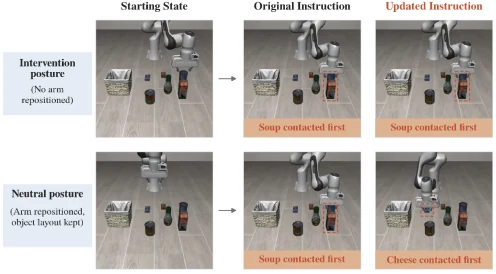 Starting State
Original Instruction
Updated Instruction
Intervention
posture
(No arm
repositioned)
Soup contacted first
Soup contacted first
Neutral posture
(Arm repositioned,
object layout kept)
Soup contacted first
Cheese contacted first